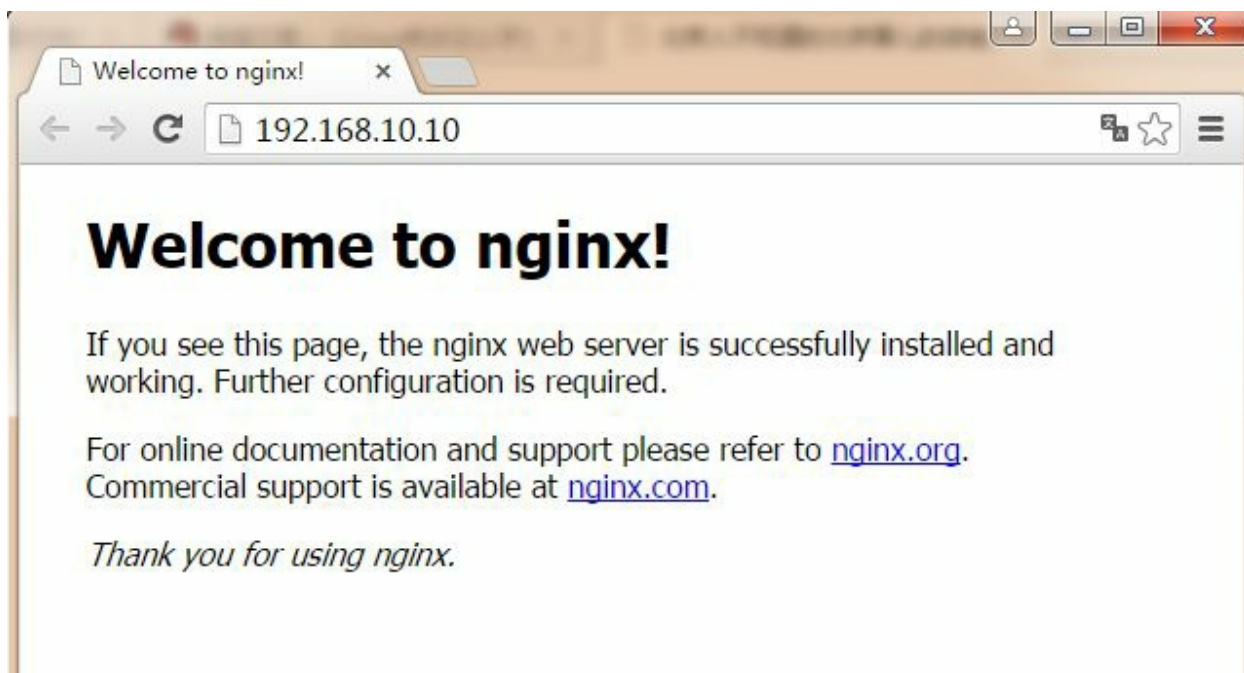 Welcome to nginx!
192.168.10.10
Welcome to nginx!
If you see this page, the nginx web server is successfully installed and
working. Further configuration is required.
For online documentation and support please refer to nginx.org.
Commercial support is available at nginx.com.
Thank you for using nginx.